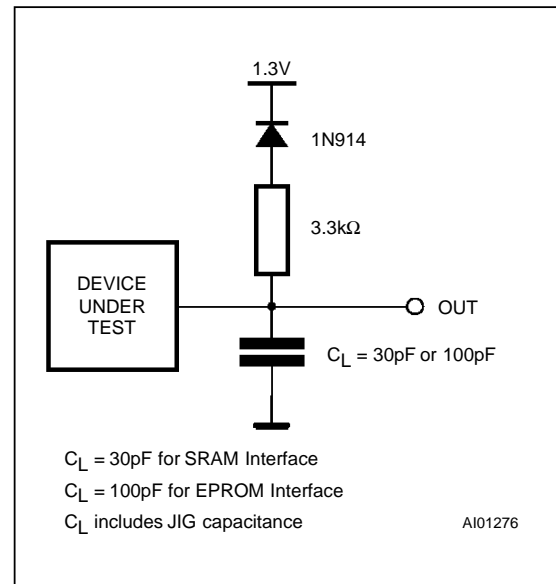 1.3V
1N914
3.3kΩ
DEVICE
UNDER
TEST
OUT
CL = 30pF or 100pF
CL = 30pF for SRAM Interface
CL = 100pF for EPROM Interface
CL includes JIG capacitance
AI01276